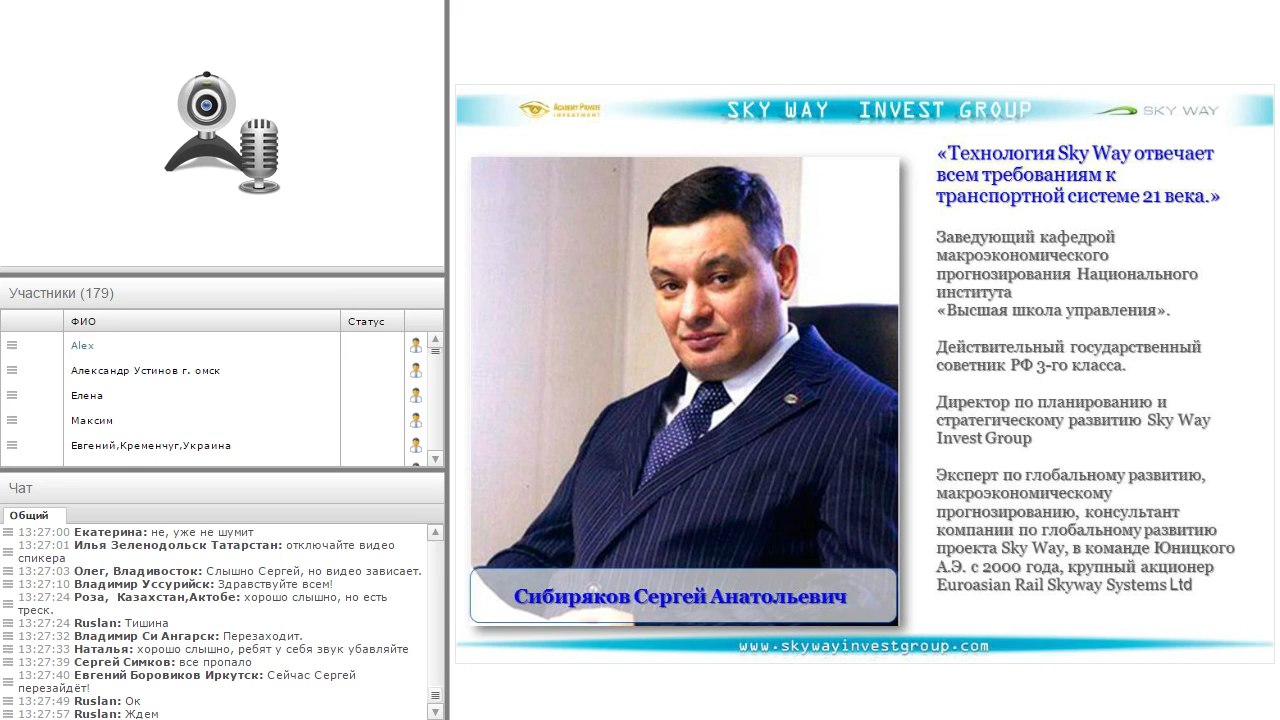 Участники (179)
ФИО
Статус
Alex
Александр Устинов г. омск
Елена
Максим
Евгений,Кременчуг,Украина
Чат
Общий
13:27:00 Екатерина: не, уже не шумит
13:27:01 Илья Зеленодольск Татарстан: отключайте видео
спикера
13:27:03 Олег, Владивосток: Слышно Сергей, но видео зависает.
13:27:10 Владимир Уссурийск: Здравствуйте всем!
13:27:24 Роза, Казахстан,Актобе: хорошо слышно, но есть
треск.
13:27:24 Ruslan: Тишина
13:27:32 Владимир Си Ангарск: Перезаходит.
13:27:33 Наталья: хорошо слышно, ребят у себя звук убавляйте
13:27:39 Сергей Симков: все пропало
13:27:40 Евгений Боровиков Иркутск: Сейчас Сергей
перезайдёт!
13:27:49 Ruslan: Ок
13:27:57 Ruslan: Ждем
ACADEMY PRIVATE
INVESTMENT
SKY WAY INVEST GROUP
SKY WAY
«Технология Sky Way отвечает
всем требованиям к
транспортной системе 21 века.»
Заведующий кафедрой
макроэкономического
прогнозирования Национального
института
«Высшая школа управления».
Действительный государственный
советник РФ 3-го класса.
Директор по планированию и
стратегическому развитию Sky Way
Invest Group
Эксперт по глобальному развитию,
макроэкономическому
прогнозированию, консультант
компании по глобальному развитию
проекта Sky Way, в команде Юницкого
А.Э. с 2000 года, крупный акционер
Euroasian Rail Skyway Systems Ltd
Сибиряков Сергей Анатольевич
www.skywayinvestgroup.com